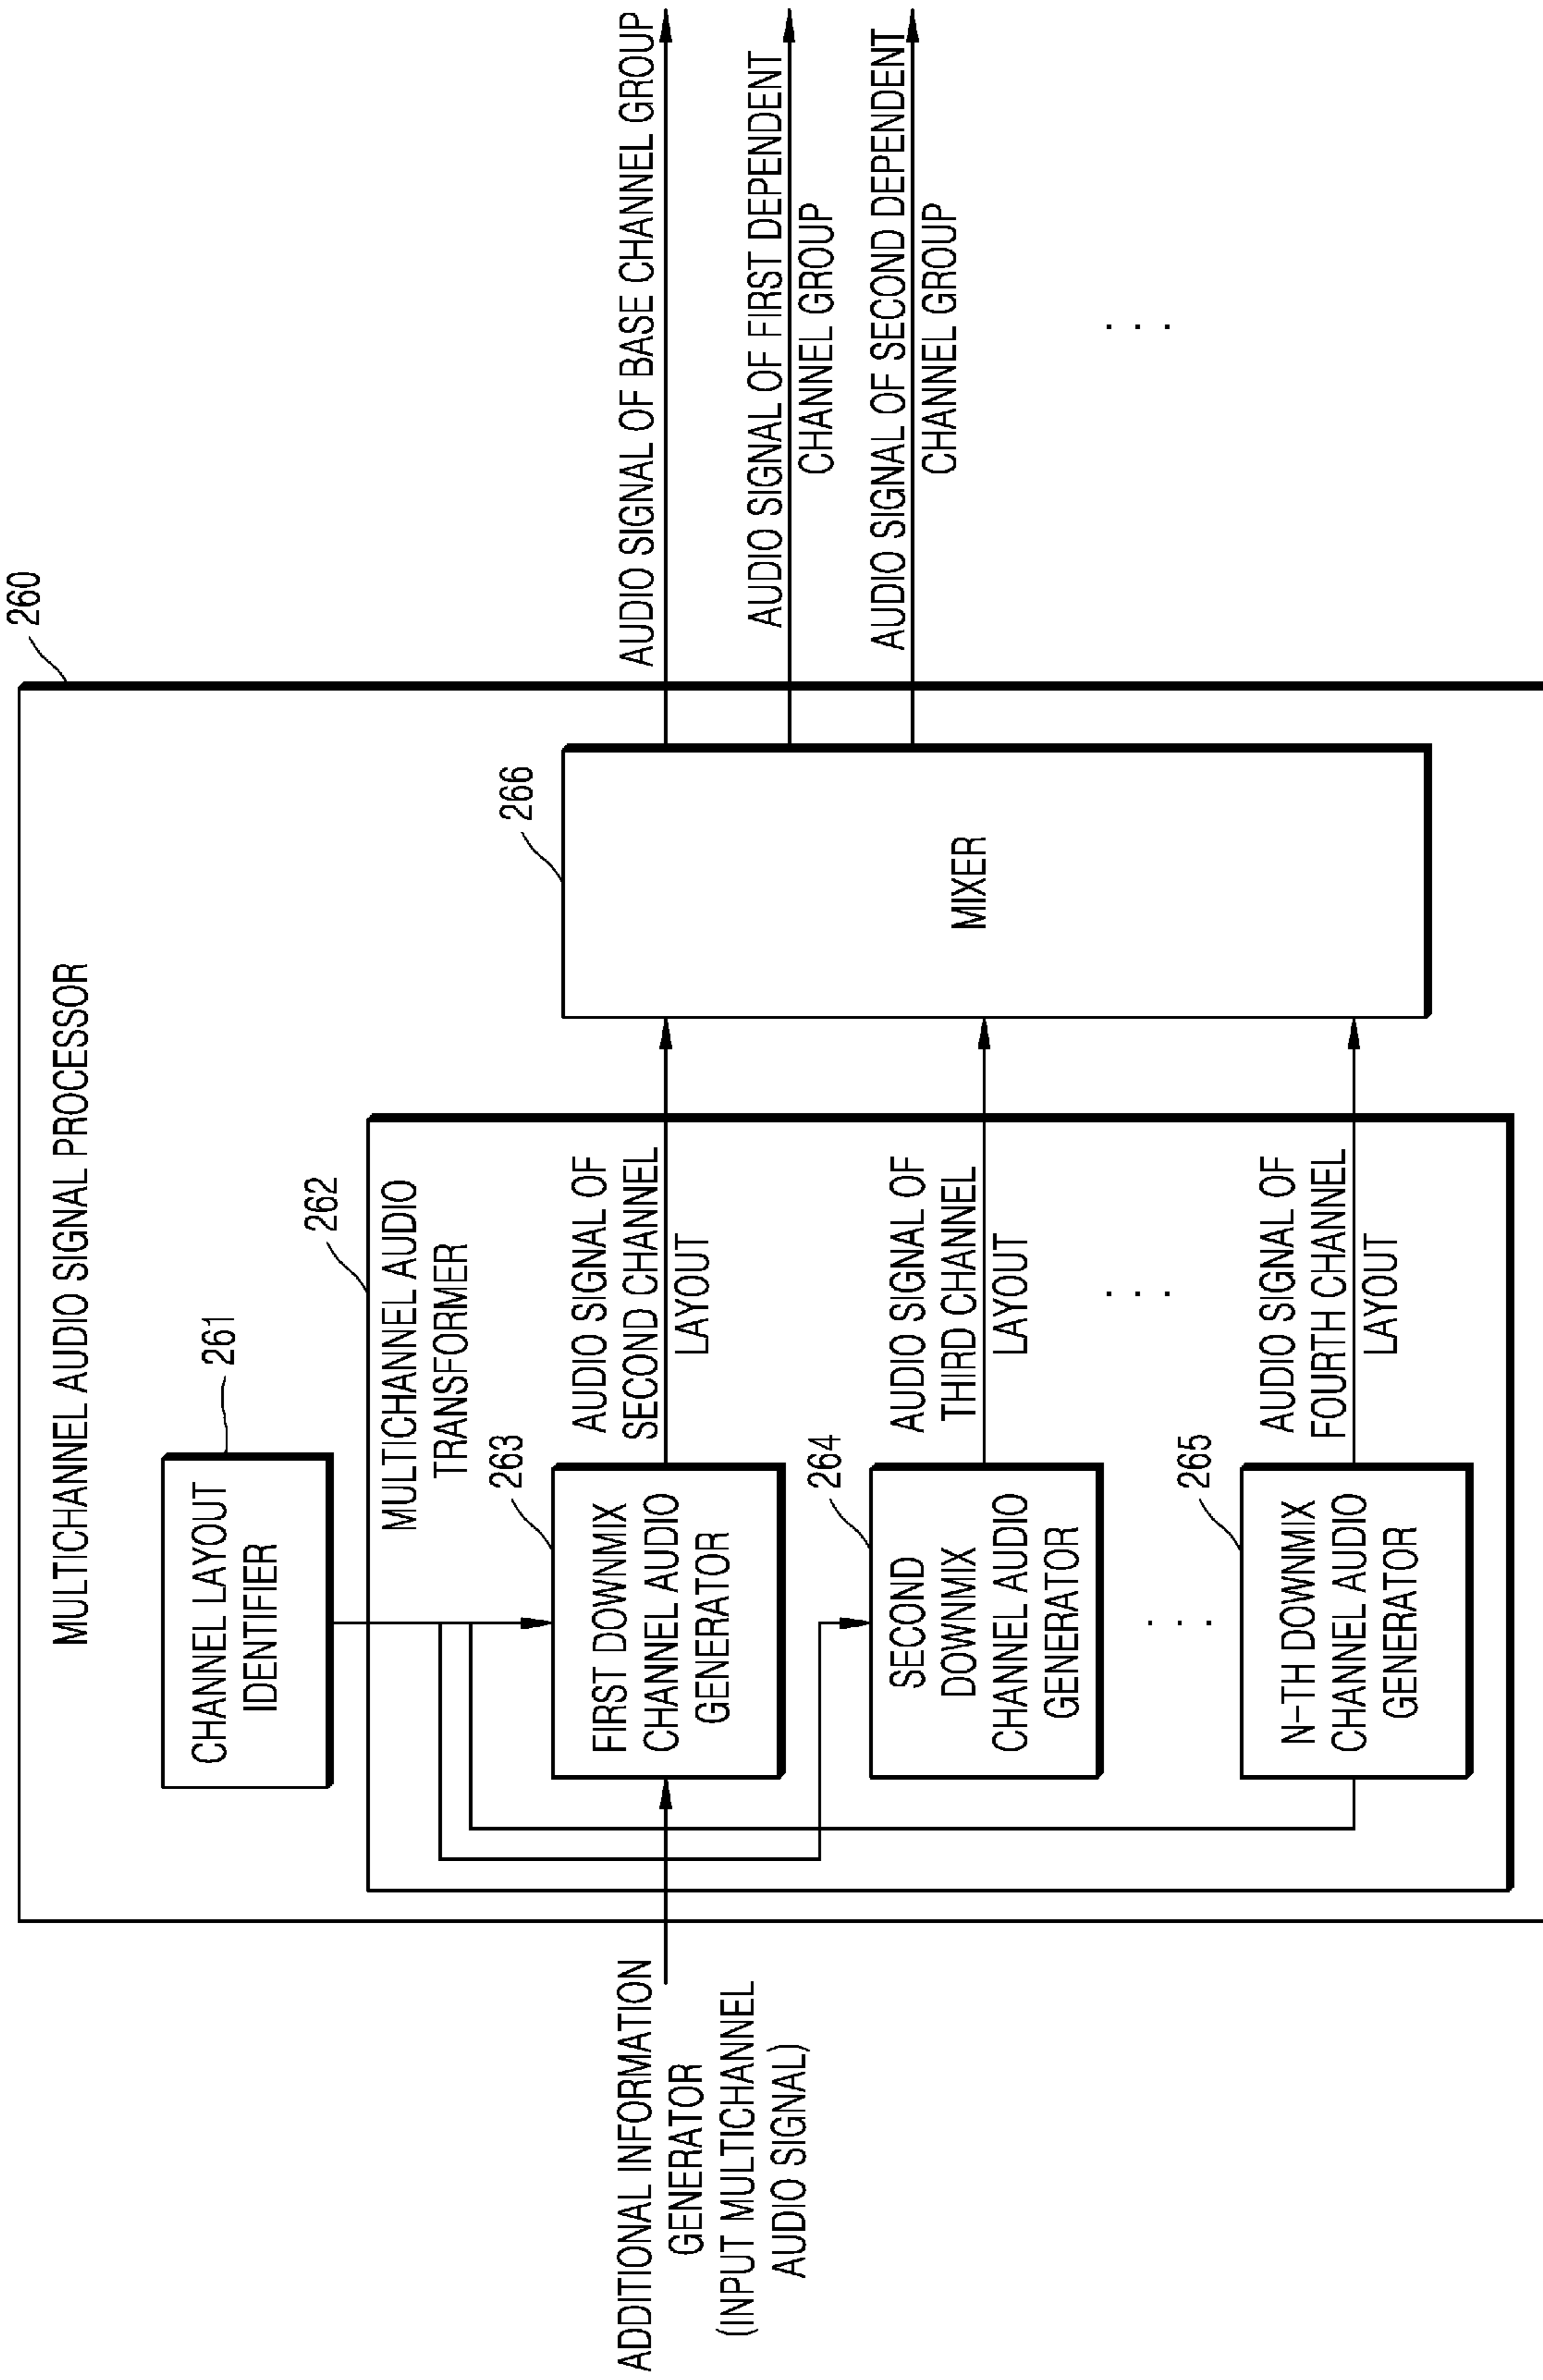 260
MULTICHANNEL AUDIO SIGNAL PROCESSOR
261
CHANNEL LAYOUT
IDENTIFIER
262
MULTICHANNEL AUDIO
TRANSFORMER
ADDITIONAL INFORMATION
GENERATOR
(INPUT MULTICHANNEL
AUDIO SIGNAL)
263
FIRST DOWNMIX
CHANNEL AUDIO
GENERATOR
AUDIO SIGNAL OF
SECOND CHANNEL
LAYOUT
264
SECOND
DOWNMIX
CHANNEL AUDIO
GENERATOR
AUDIO SIGNAL OF
THIRD CHANNEL
LAYOUT
. . .
. . .
265
N-TH DOWNMIX
CHANNEL AUDIO
GENERATOR
AUDIO SIGNAL OF
FOURTH CHANNEL
LAYOUT
266
MIXER
AUDIO SIGNAL OF BASE CHANNEL GROUP
AUDIO SIGNAL OF FIRST DEPENDENT
CHANNEL GROUP
AUDIO SIGNAL OF SECOND DEPENDENT
CHANNEL GROUP
. . .